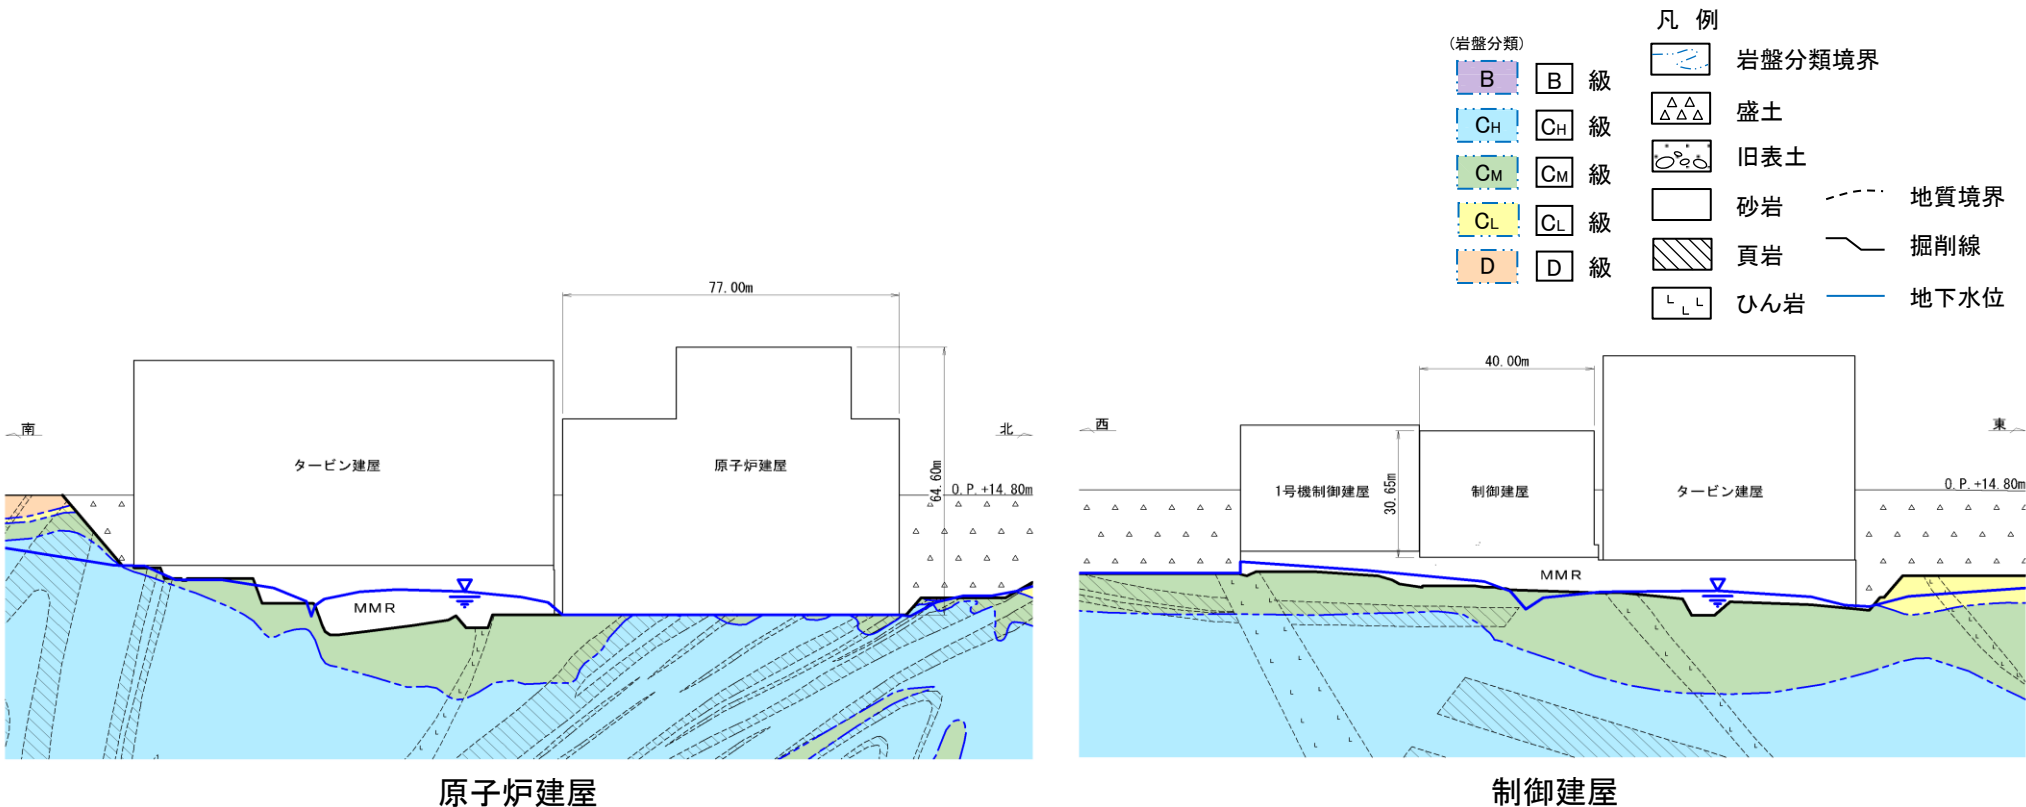 凡 例
(岩盤分類)
B B 級
CH CH 級
CM CM 級
CL CL 級
D D 級
岩盤分類境界
盛土
旧表土
砂岩
頁岩
ひん岩
地質境界
掘削線
地下水位
77.00m
南
北
タービン建屋
原子炉建屋
64.60m
O.P.+14.80m
MMR
原子炉建屋
40.00m
西
東
1号機制御建屋
制御建屋
タービン建屋
30.65m
O.P.+14.80m
MMR
制御建屋